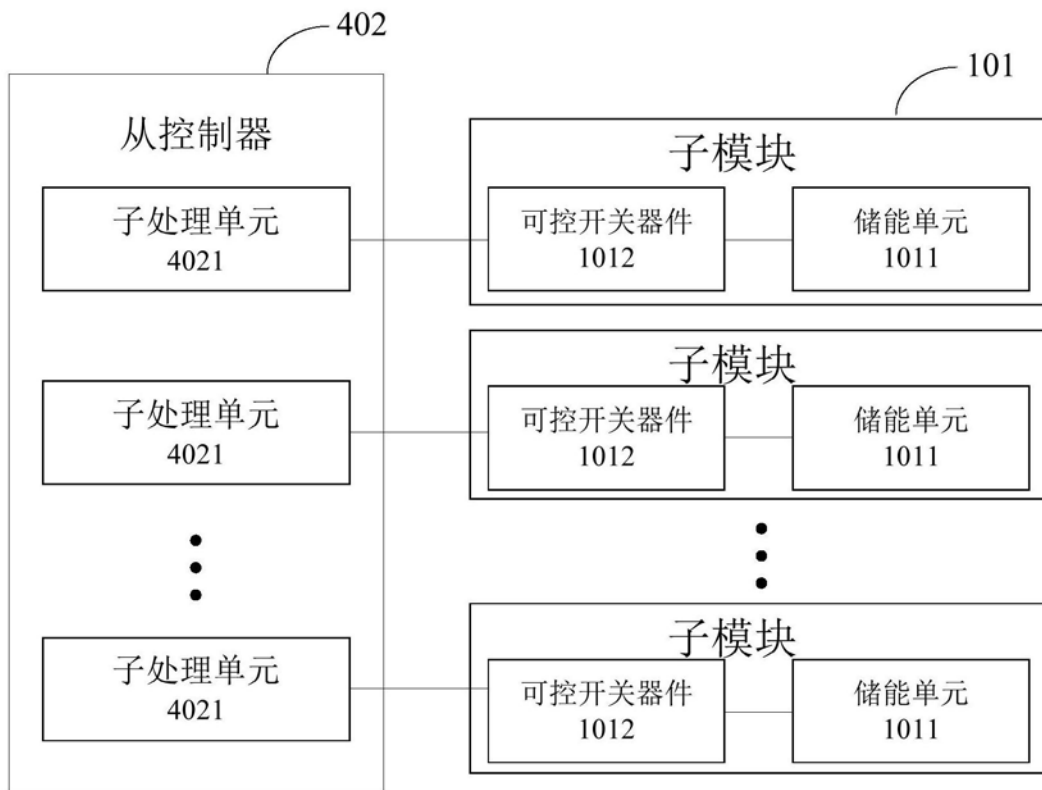 402
101
从控制器
子处理单元
4021
子模块
可控开关器件
1012
储能单元
1011
子处理单元
4021
子模块
可控开关器件
1012
储能单元
1011
子处理单元
4021
子模块
可控开关器件
1012
储能单元
1011